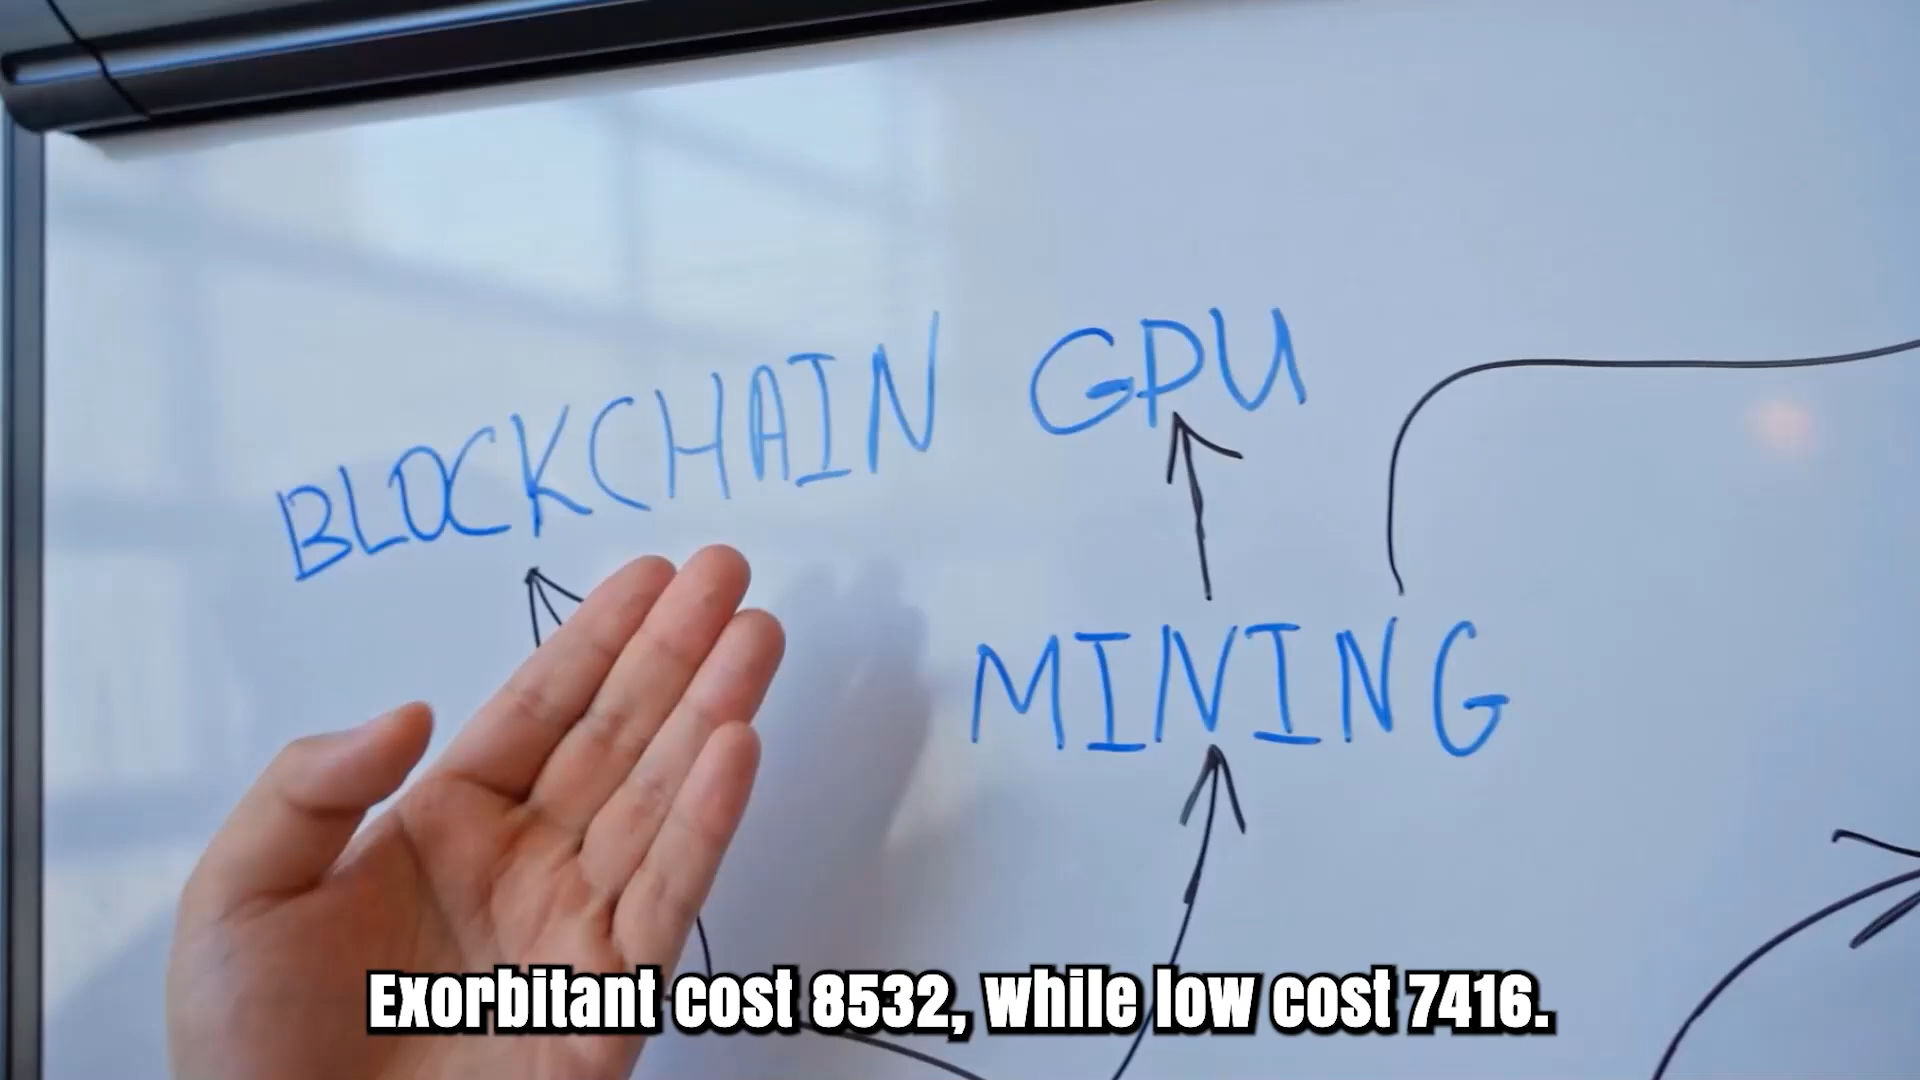 BLOCKCHAIN GPU
MINING
Exorbitant cost 8532, while low cost 7416.